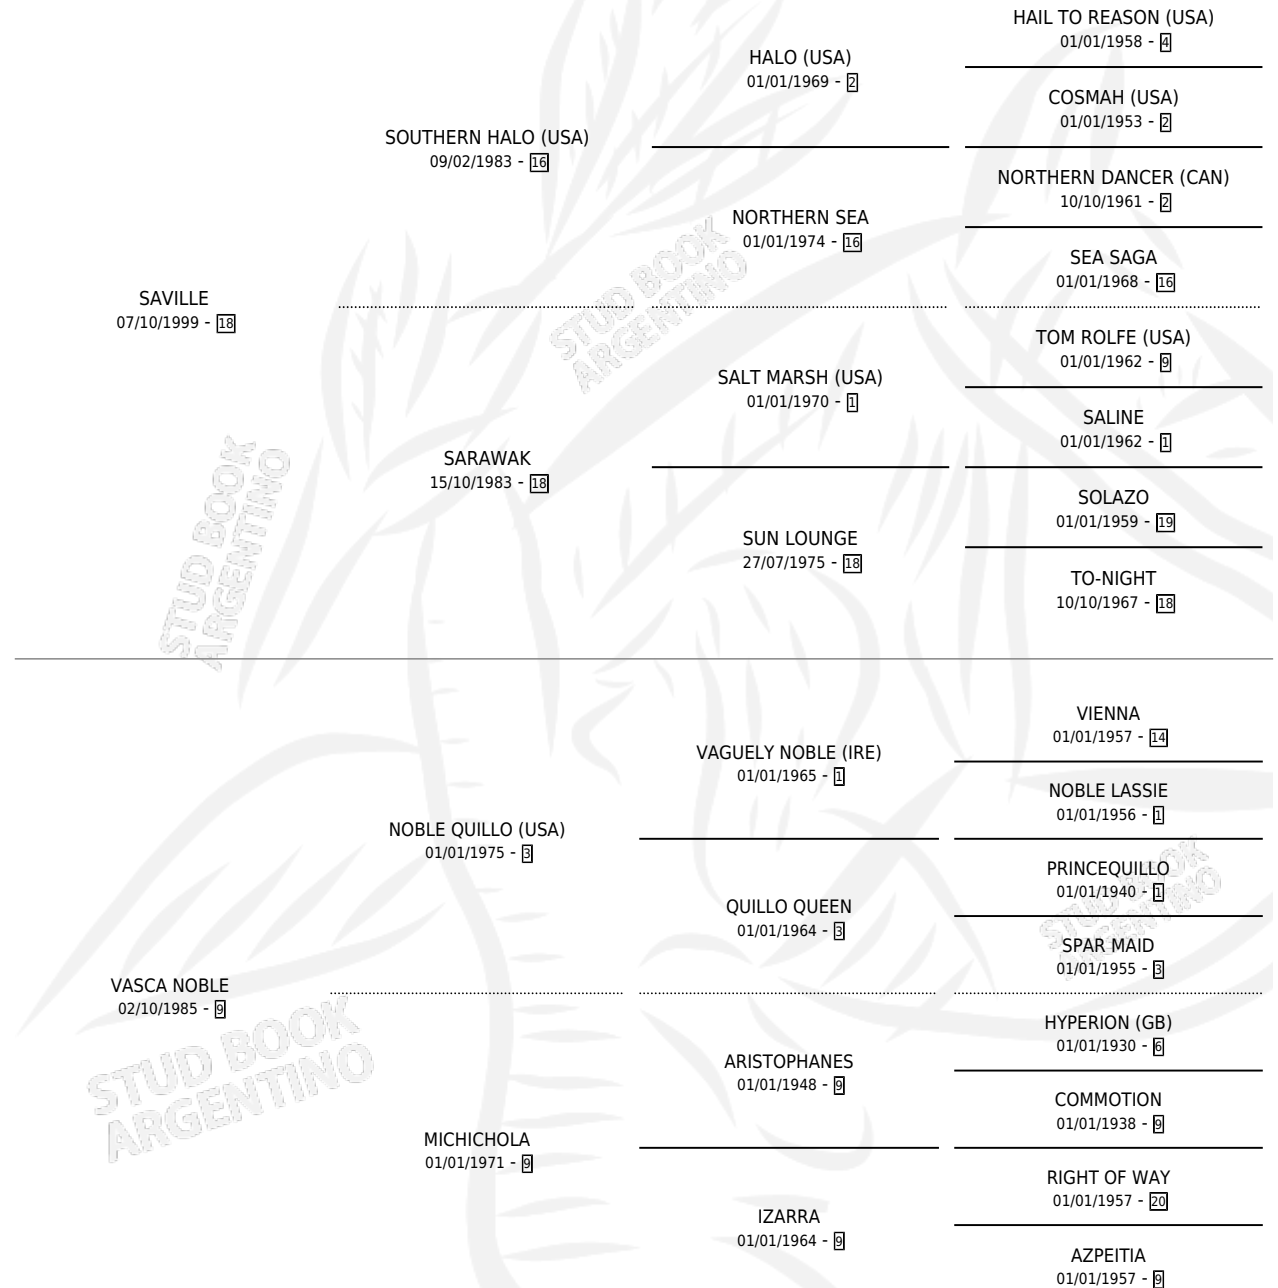 HAIL TO REASON (USA)
01/01/1958 - 4
HALO (USA)
01/01/1969 - 2
COSMAH (USA)
01/01/1953 - 2
SOUTHERN HALO (USA)
09/02/1983 - 16
NORTHERN DANCER (CAN)
10/10/1961 - 2
NORTHERN SEA
01/01/1974 - 16
SEA SAGA
01/01/1968 - 16
SAVILLE
07/10/1999 - 18
TOM ROLFE (USA)
01/01/1962 - 9
SALT MARSH (USA)
01/01/1970 - 1
SALINE
01/01/1962 - 1
SARAWAK
15/10/1983 - 18
SOLAZO
01/01/1959 - 19
SUN LOUNGE
27/07/1975 - 18
TO-NIGHT
10/10/1967 - 18
STUD BOOK
ARGENTINO
STUD BOOK
ARGENTINO
VIENNA
01/01/1957 - 14
VAGUELY NOBLE (IRE)
01/01/1965 - 1
NOBLE LASSIE
01/01/1956 - 1
NOBLE QUILLO (USA)
01/01/1975 - 3
PRINCEQUILLO
01/01/1940 - 1
QUILLO QUEEN
01/01/1964 - 3
SPAR MAID
01/01/1955 - 3
VASCA NOBLE
02/10/1985 - 9
HYPERION (GB)
01/01/1930 - 6
ARISTOPHANES
01/01/1948 - 9
COMMOTION
01/01/1938 - 9
MICHICHOLA
01/01/1971 - 9
RIGHT OF WAY
01/01/1957 - 20
IZARRA
01/01/1964 - 9
AZPEITIA
01/01/1957 - 9
STUD BOOK
ARGENTINO
STUD BOOK
ARGENTINO